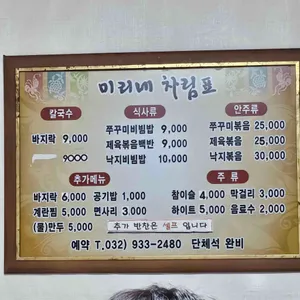 미리네 차림표
칼국수
바지락 9,000
9000
식사류
쭈꾸미비빔밥 9,000
제육볶음백반 9,000
낙지비빔밥 10,000
안주류
쭈꾸미볶음 25,000
제육볶음 25,000
낙지볶음 30,000
추가메뉴
바지락 6,000 공기밥 1,000
계란찜 5,000 면사리 3,000
(물)만두 5,000 추가 반찬은 셀프 입니다
주 류
참이슬 4,000 막걸리 3,000
하이트 5,000 음료수 2,000
예약 T.032) 933-2480 단체석 완비